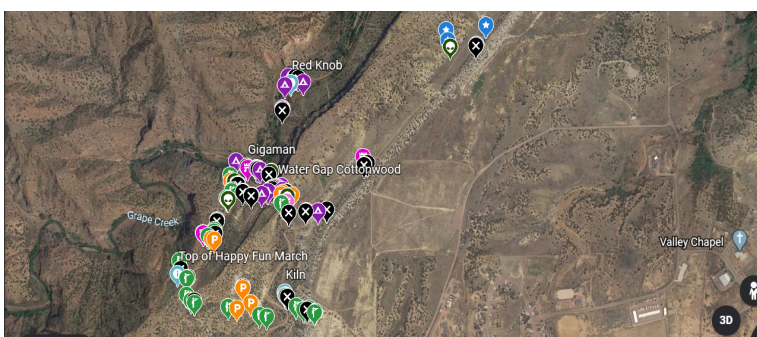 Red Knob
Gigaman
Water Gap Cottonwood
Grape Creek
Valley Chapel
Top of Happy Fun March
Kiln
P
P
P
P
3D